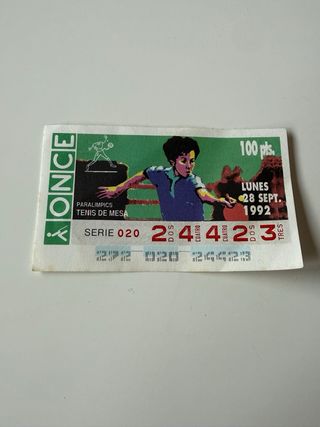 ONCE
100 pts.
PARALIMPICS
TENIS DE MESA
LUNES
28 SEPT.
1992
SERIE 020
2 DOS 4 CUATRO 4 CUATRO 2 DOS 3 TRES
272 020 24423